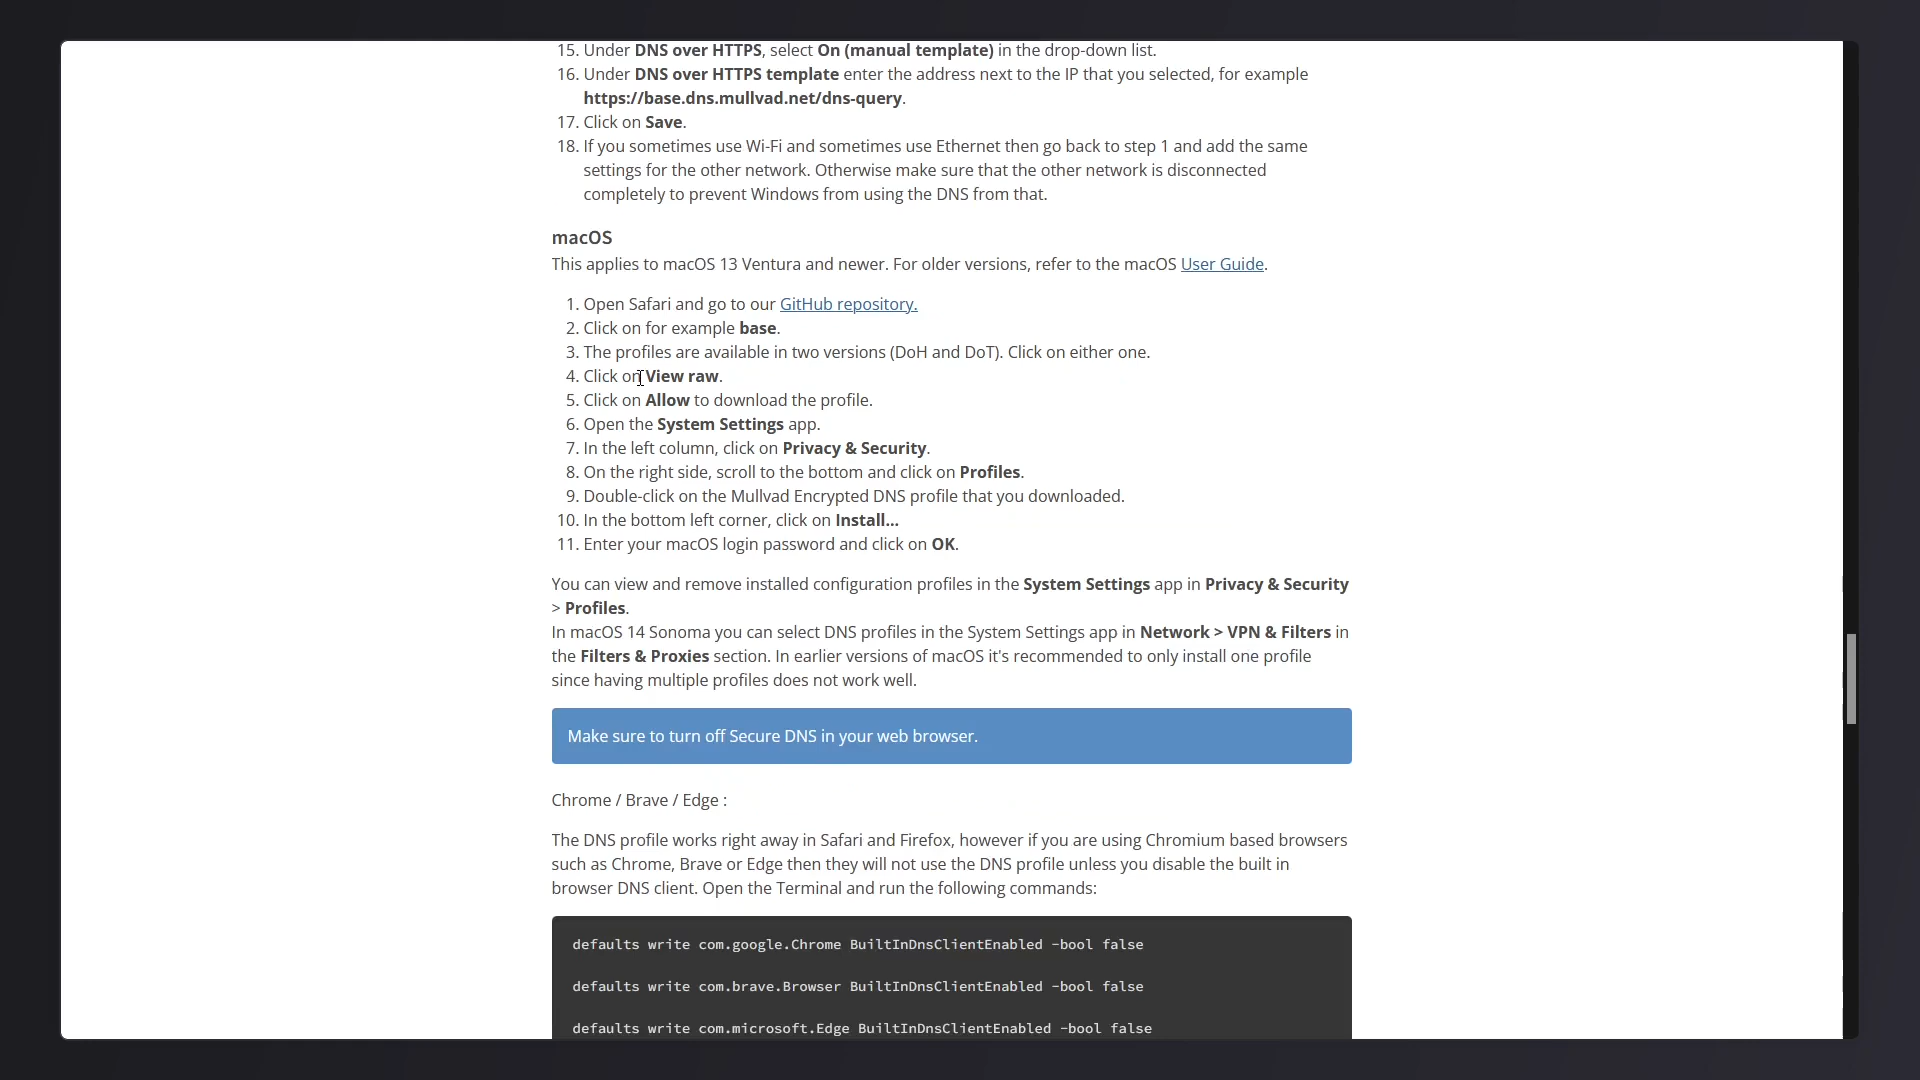 15. Under DNS over HTTPS, select On (manual template) in the drop-down list.
16. Under DNS over HTTPS template enter the address next to the IP that you selected, for example
https://base.dns.mullvad.net/dns-query.
17. Click on Save.
18. If you sometimes use Wi-Fi and sometimes use Ethernet then go back to step 1 and add the same
settings for the other network. Otherwise make sure that the other network is disconnected
completely to prevent Windows from using the DNS from that.
macOS
This applies to macOS 13 Ventura and newer. For older versions, refer to the macOS User Guide.
1. Open Safari and go to our GitHub repository.
2. Click on for example base.
3. The profiles are available in two versions (DoH and DoT). Click on either one.
4. Click on View raw.
5. Click on Allow to download the profile.
6. Open the System Settings app.
7. In the left column, click on Privacy & Security.
8. On the right side, scroll to the bottom and click on Profiles.
9. Double-click on the Mullvad Encrypted DNS profile that you downloaded.
10. In the bottom left corner, click on Install...
11. Enter your macOS login password and click on OK.
You can view and remove installed configuration profiles in the System Settings app in Privacy & Security
> Profiles.
In macOS 14 Sonoma you can select DNS profiles in the System Settings app in Network > VPN & Filters in
the Filters & Proxies section. In earlier versions of macOS it's recommended to only install one profile
since having multiple profiles does not work well.
Make sure to turn off Secure DNS in your web browser.
Chrome / Brave / Edge :
The DNS profile works right away in Safari and Firefox, however if you are using Chromium based browsers
such as Chrome, Brave or Edge then they will not use the DNS profile unless you disable the built in
browser DNS client. Open the Terminal and run the following commands:
defaults write com.google.Chrome BuiltInDnsClientEnabled -bool false
defaults write com.brave.Browser BuiltInDnsClientEnabled -bool false
defaults write com.microsoft.Edge BuiltInDnsClientEnabled -bool false